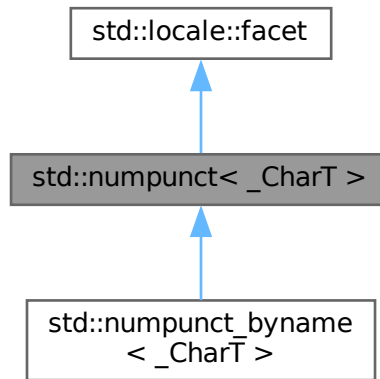 std::locale::facet
std::numpunct< _CharT >
std::numpunct_byname
< _CharT >